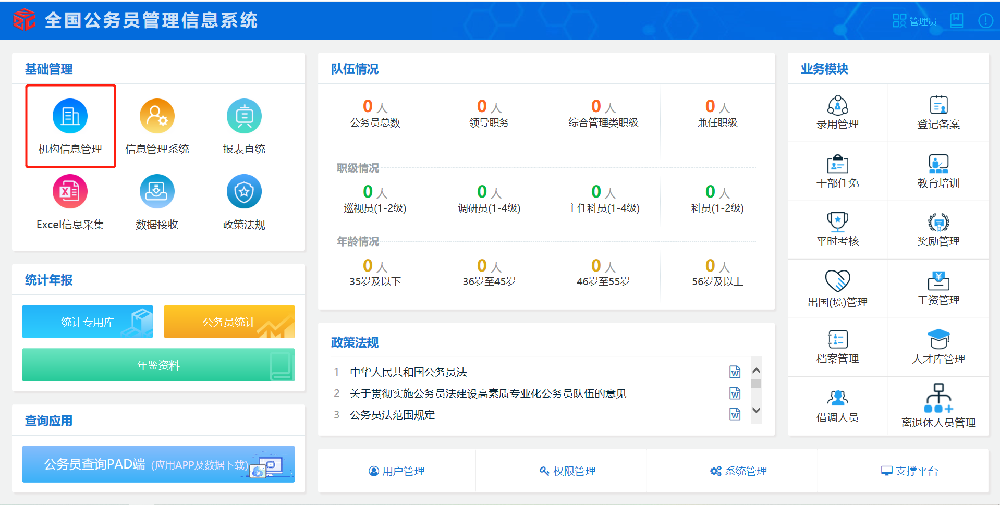 全国公务员管理信息系统
管理员
基础管理
机构信息管理
信息管理系统
报表直统
Excel信息采集
数据接收
政策法规
统计年报
统计专用库
公务员统计
年鉴资料
查询应用
公务员查询PAD端 (应用APP及数据下载)
队伍情况
0 人
0 人
0 人
0 人
公务员总数
领导职务
综合管理类职级
兼任职级
职级情况
0 人
0 人
0 人
0 人
巡视员(1-2级)
调研员(1-4级)
主任科员(1-4级)
科员(1-2级)
年龄情况
0 人
0 人
0 人
0 人
35岁及以下
36岁至45岁
46岁至55岁
56岁及以上
政策法规
1 中华人民共和国公务员法
2 关于贯彻实施公务员法建设高素质专业化公务员队伍的意见
3 公务员法范围规定
业务模块
录用管理
登记备案
干部任免
教育培训
平时考核
奖励管理
出国(境)管理
工资管理
档案管理
人才库管理
借调人员
离退休人员管理
用户管理
权限管理
系统管理
支撑平台